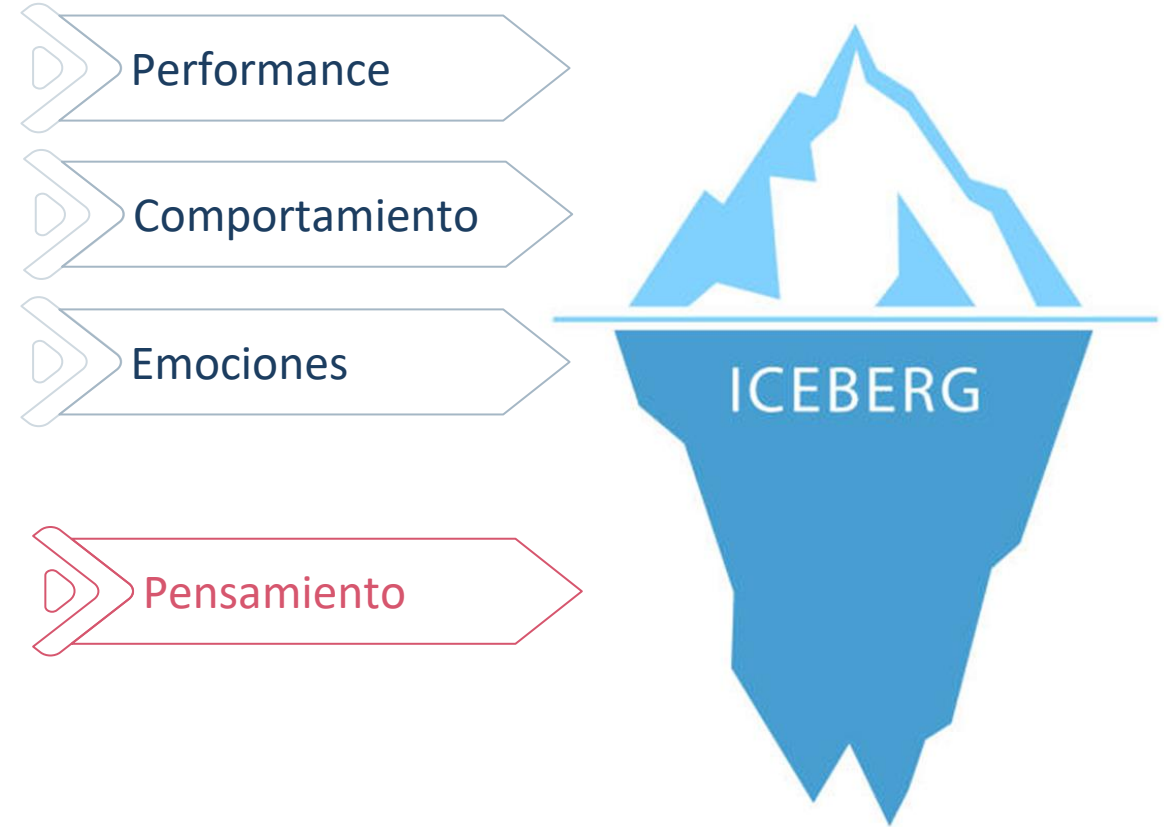 Performance
Comportamiento
Emociones
ICEBERG
Pensamiento